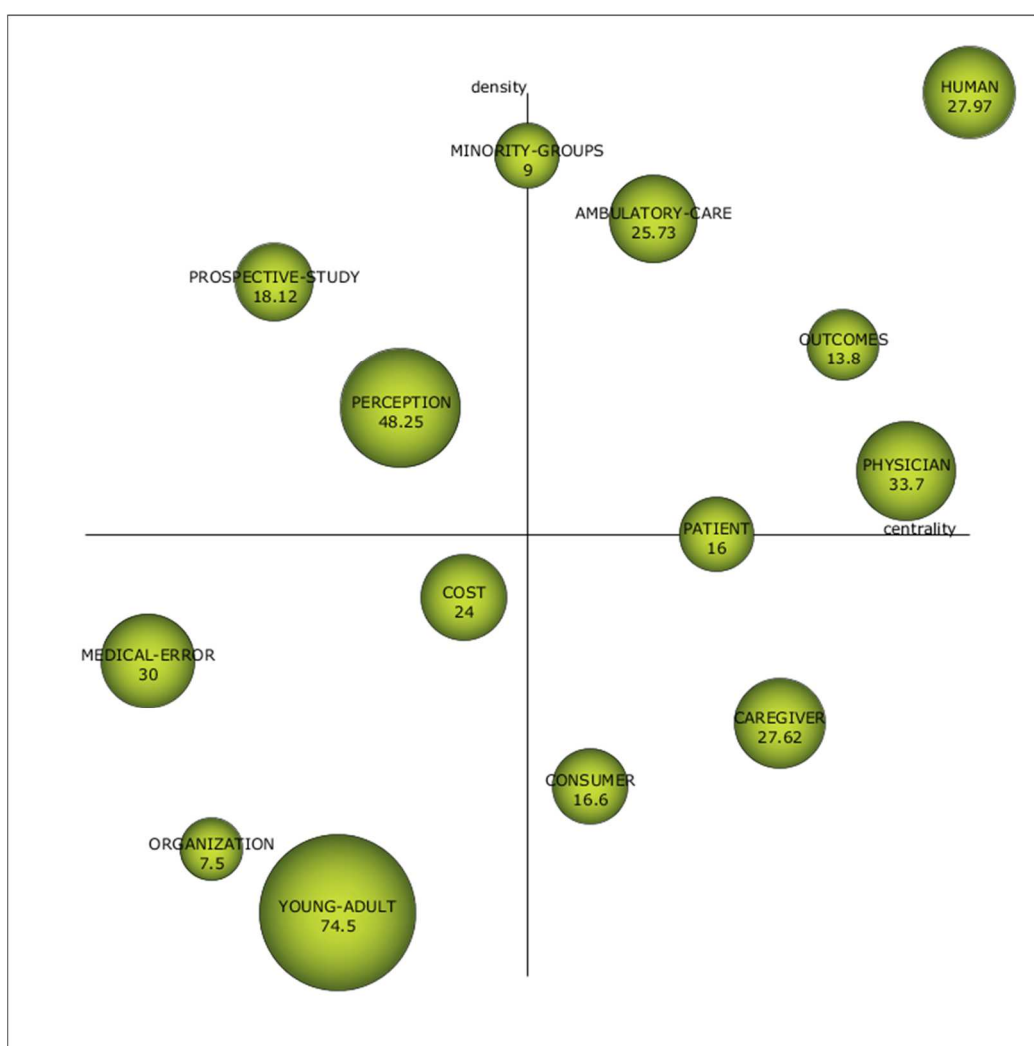 density
HUMAN
27.97
MINORITY-GROUPS
9
AMBULATORY-CARE
25.73
PROSPECTIVE-STUDY
18.12
OUTCOMES
13.8
PERCEPTION
48.25
PHYSICIAN
33.7
centrality
PATIENT
16
COST
24
MEDICAL-ERROR
30
CAREGIVER
27.62
CONSUMER
16.6
ORGANIZATION
7.5
YOUNG-ADULT
74.5